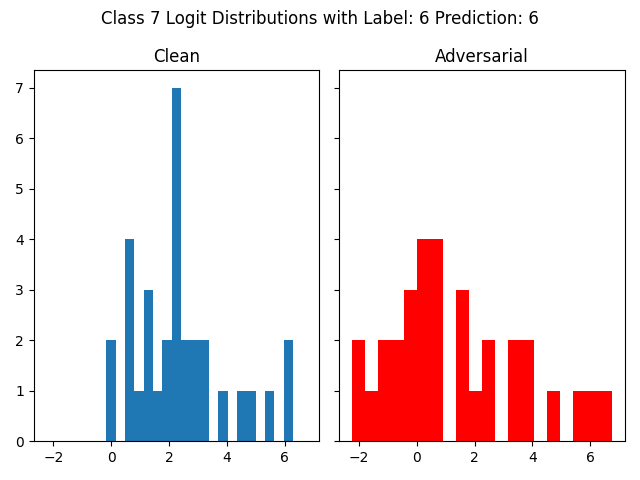 Class 7 Logit Distributions with Label: 6 Prediction: 6
Clean
Adversarial
7
6
5
4
3
2
1
0
−2 0 2 4 6
−2 0 2 4 6